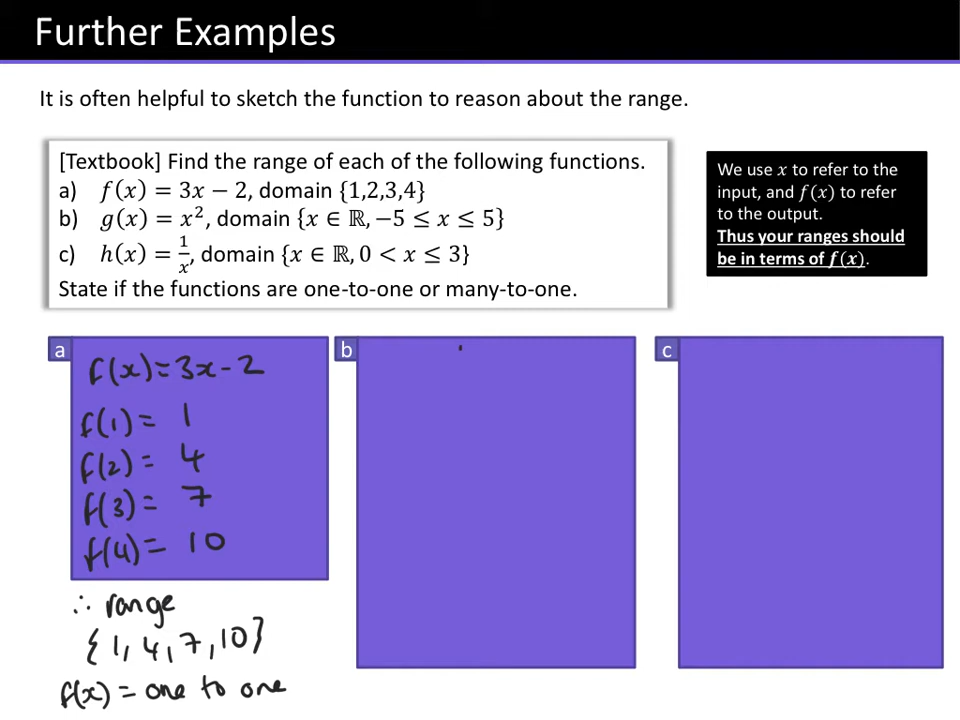 Further Examples
It is often helpful to sketch the function to reason about the range.
[Textbook] Find the range of each of the following functions.
a) f(x) = 3x − 2, domain {1,2,3,4}
b) g(x) = x², domain {x ∈ ℝ, −5 ≤ x ≤ 5}
c) h(x) = 1/x, domain {x ∈ ℝ, 0 < x ≤ 3}
State if the functions are one-to-one or many-to-one.
We use x to refer to the
input, and f(x) to refer
to the output.
Thus your ranges should
be in terms of f(x).
a
f(x)=3x-2
f(1)= 1
f(2)= 4
f(3)= 7
f(4)= 10
∴ range
{1, 4, 7, 10}
f(x) = one to one
b
c